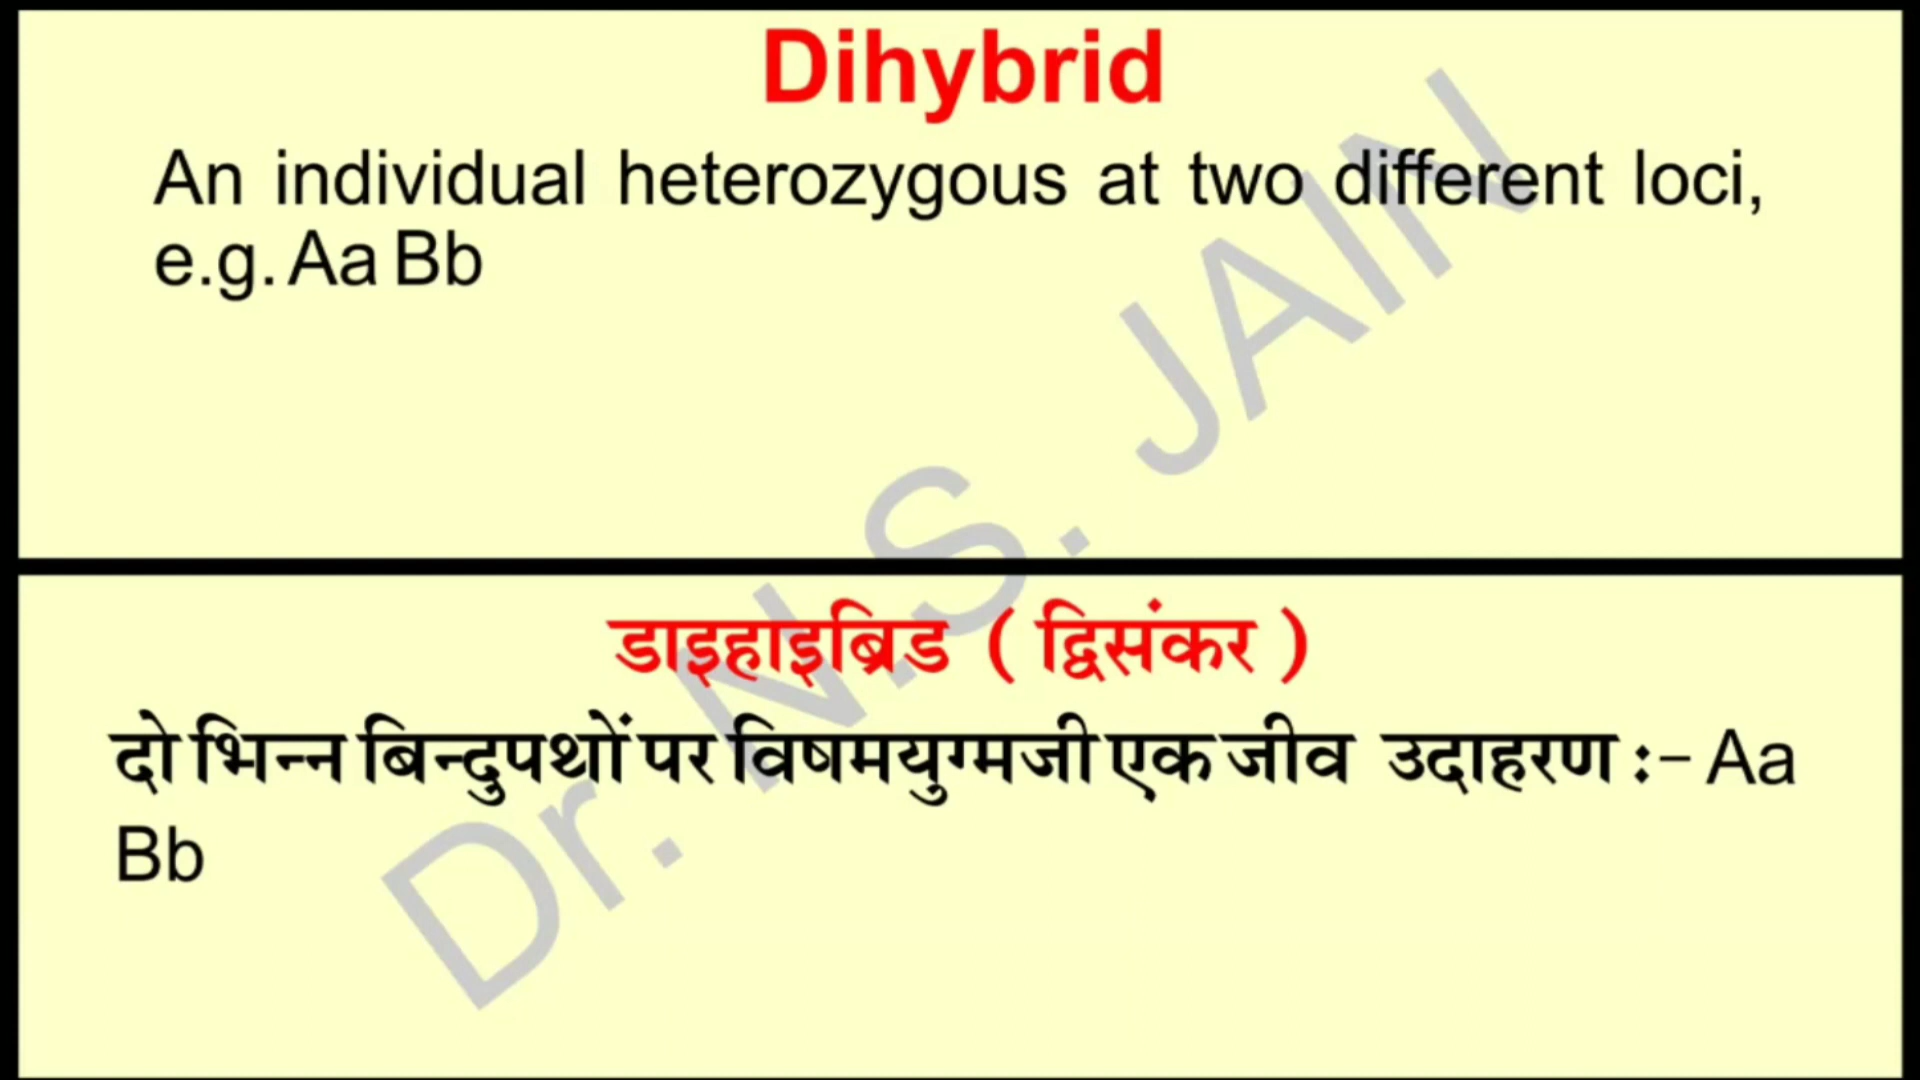 Dihybrid
An individual heterozygous at two different loci,
e.g. Aa Bb
डाइहाइब्रिड ( द्विसंकर )
दो भिन्न बिन्दुपथों पर विषमयुग्मजी एक जीव उदाहरण :– Aa
Bb
Dr. N.S. JAIN